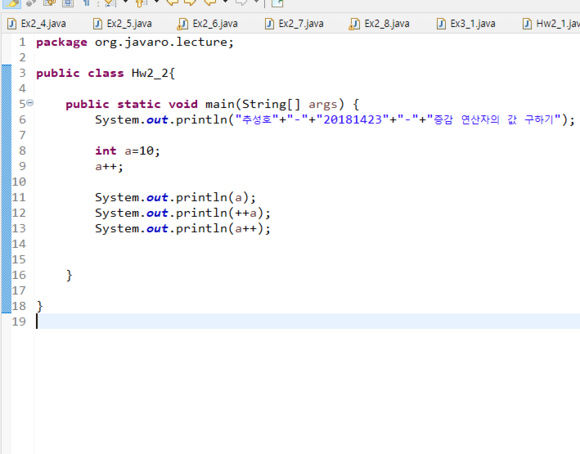 Ex2_4.java Ex2_5.java Ex2_6.java Ex2_7.java Ex2_8.java Ex3_1.java Hw2_1.jav
1 package org.javaro.lecture;
2
3 public class Hw2_2{
4
5 public static void main(String[] args) {
6 System.out.println("추성호"+"-"+"20181423"+"-"+"증감 연산자의 값 구하기");
7
8 int a=10;
9 a++;
10
11 System.out.println(a);
12 System.out.println(++a);
13 System.out.println(a++);
14
15
16 }
17
18 }
19